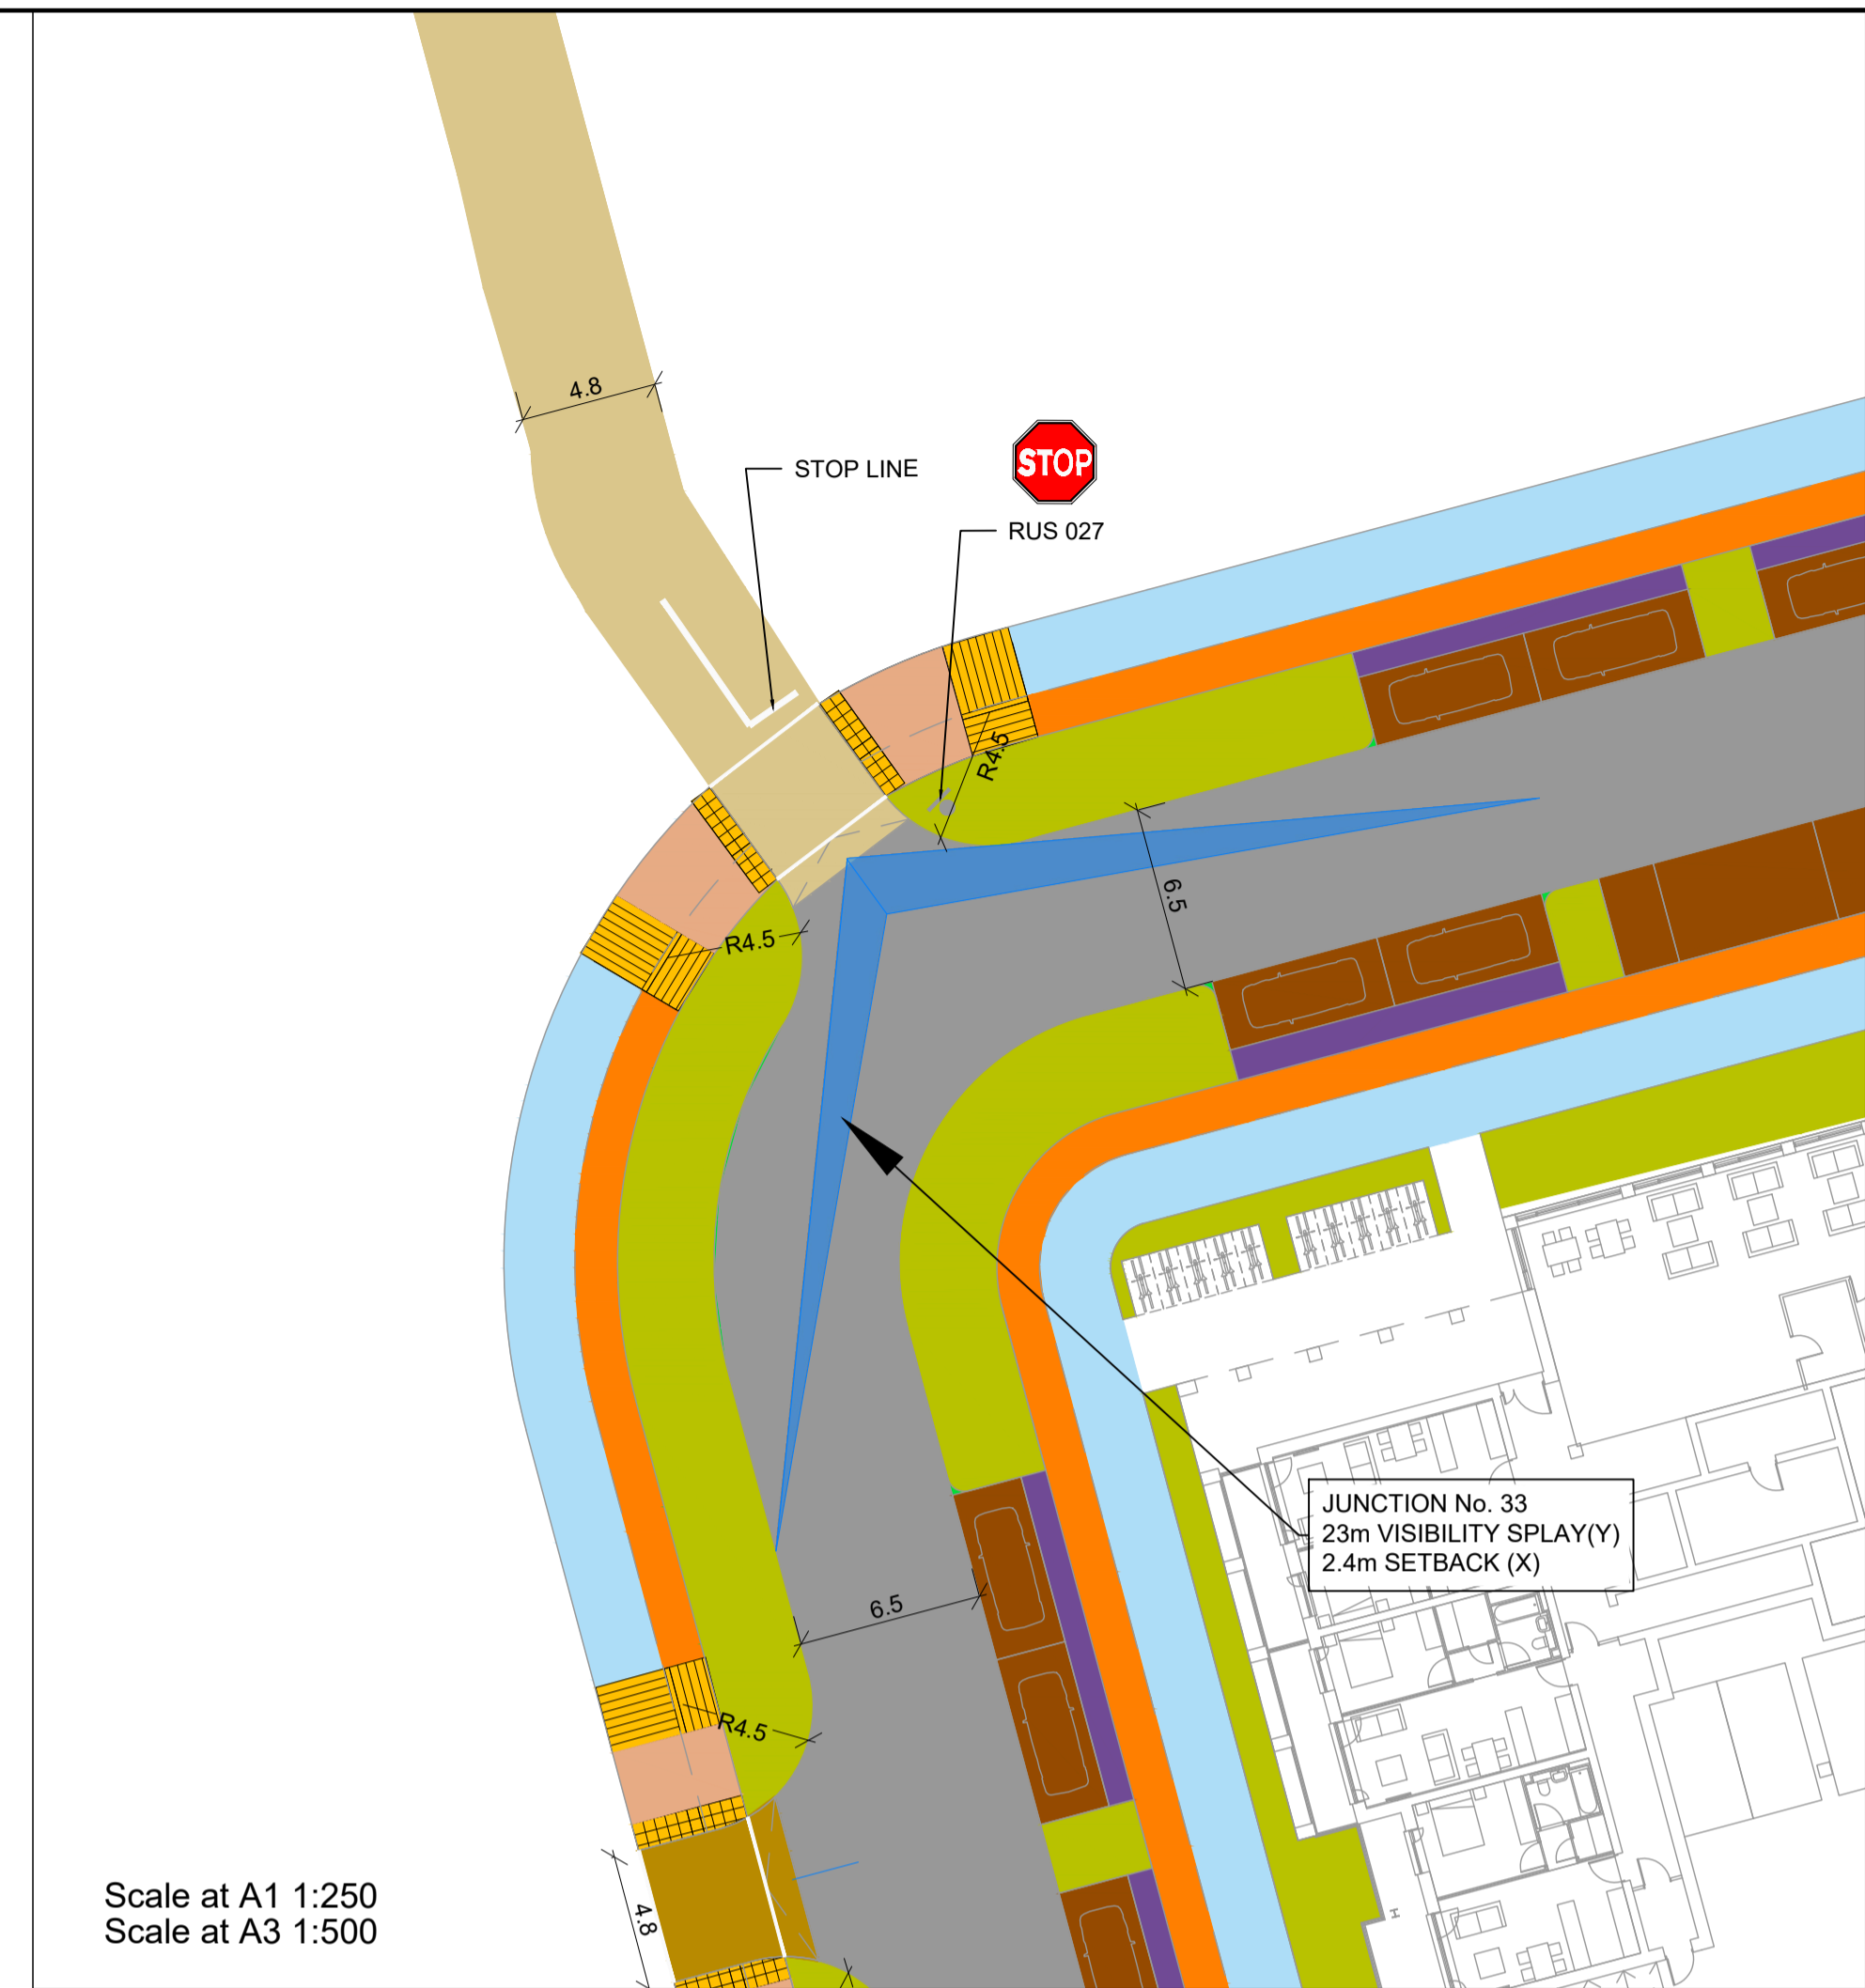 4.8
STOP LINE
STOP
RUS 027
R4.5
6.5
R4.5
JUNCTION No. 33
23m VISIBILITY SPLAY(Y)
2.4m SETBACK (X)
6.5
R4.5
4.8
H
Scale at A1 1:250
Scale at A3 1:500